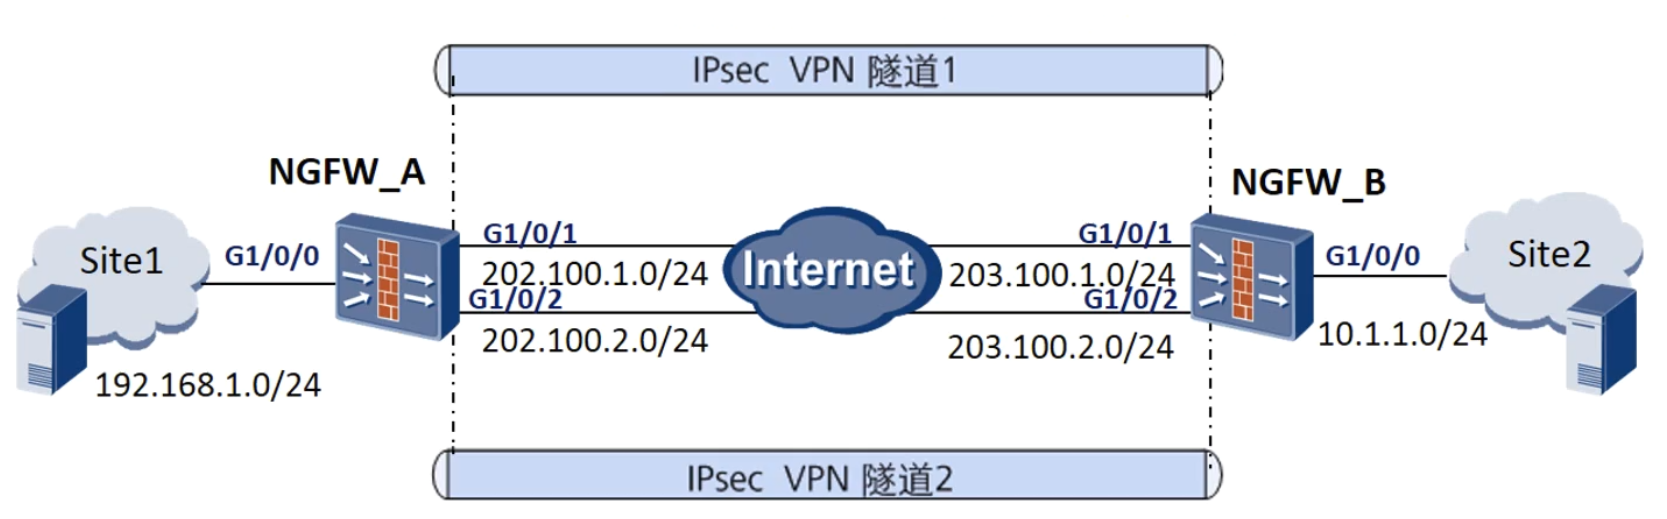 IPsec VPN 隧道1
NGFW_A
NGFW_B
Site1
G1/0/0
G1/0/1
202.100.1.0/24
G1/0/2
202.100.2.0/24
Internet
G1/0/1
203.100.1.0/24
G1/0/2
203.100.2.0/24
G1/0/0
Site2
10.1.1.0/24
192.168.1.0/24
IPsec VPN 隧道2